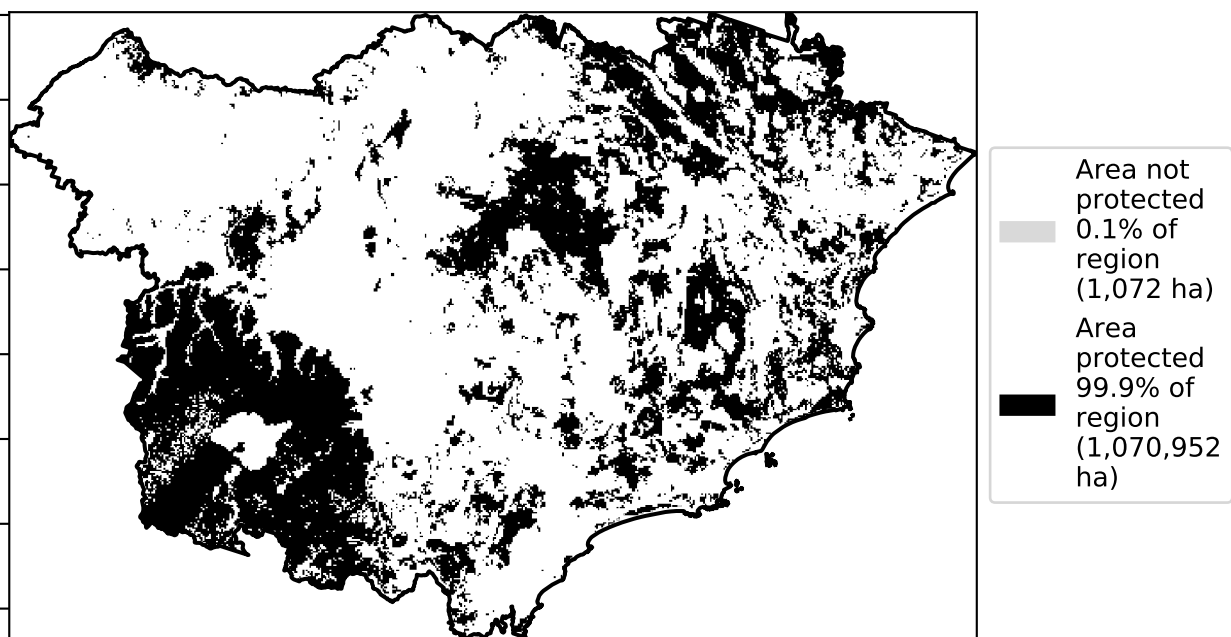 Area not
protected
0.1% of
region
(1,072 ha)
Area
protected
99.9% of
region
(1,070,952
ha)